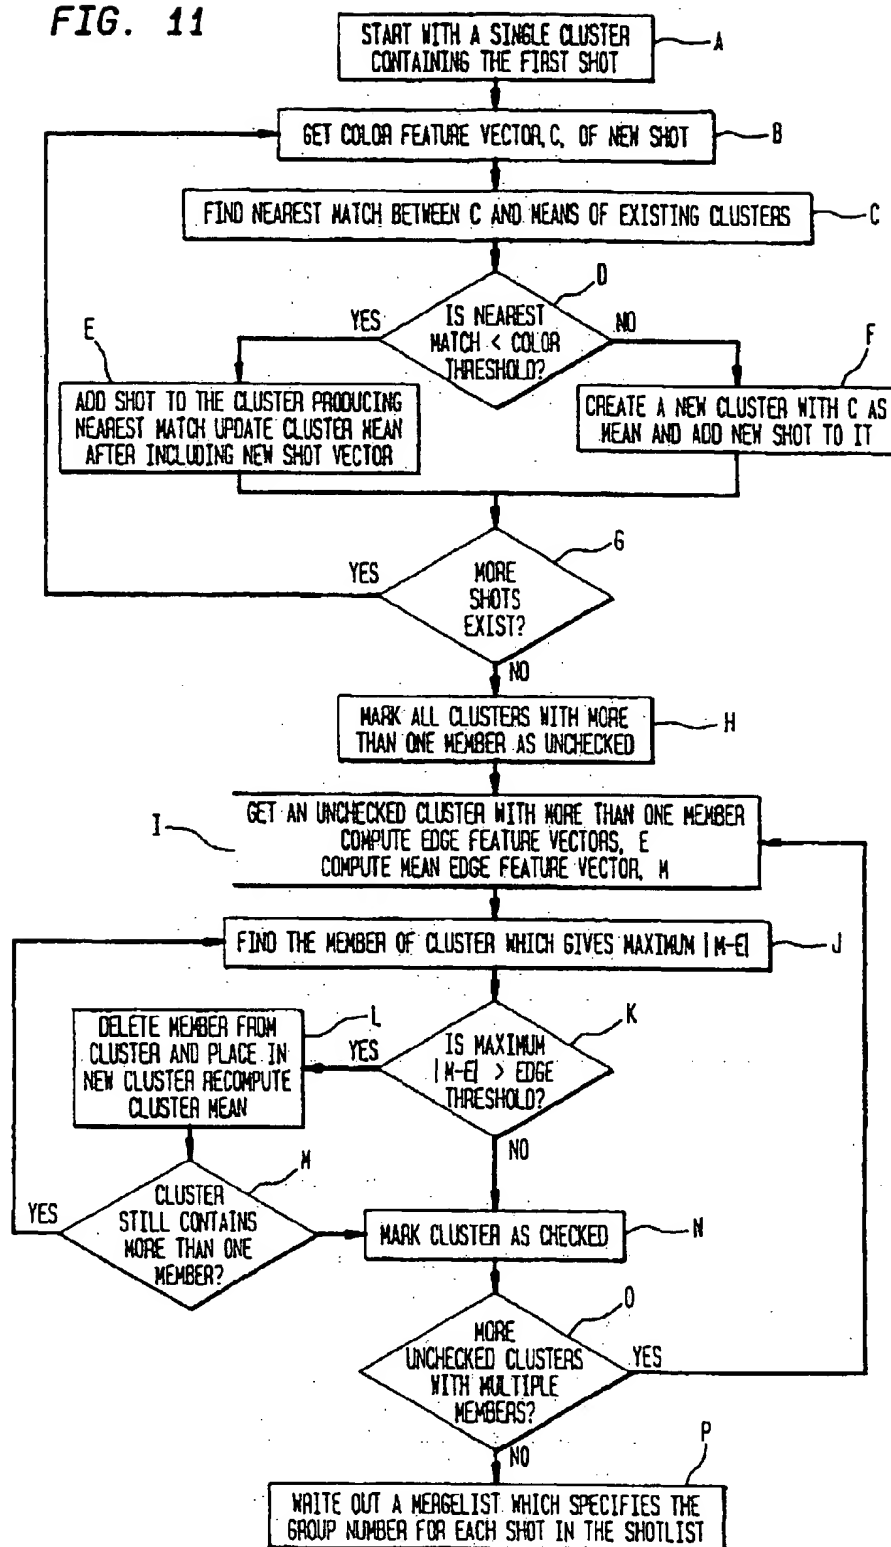 FIG. 11
START WITH A SINGLE CLUSTER
CONTAINING THE FIRST SHOT
A
GET COLOR FEATURE VECTOR, C, OF NEW SHOT
B
FIND NEAREST MATCH BETWEEN C AND MEANS OF EXISTING CLUSTERS
C
D
IS NEAREST
MATCH < COLOR
THRESHOLD?
YES
NO
E
ADD SHOT TO THE CLUSTER PRODUCING
NEAREST MATCH UPDATE CLUSTER MEAN
AFTER INCLUDING NEW SHOT VECTOR
F
CREATE A NEW CLUSTER WITH C AS
MEAN AND ADD NEW SHOT TO IT
G
MORE
SHOTS
EXIST?
YES
NO
MARK ALL CLUSTERS WITH MORE
THAN ONE MEMBER AS UNCHECKED
H
I
GET AN UNCHECKED CLUSTER WITH MORE THAN ONE MEMBER
COMPUTE EDGE FEATURE VECTORS, E
COMPUTE MEAN EDGE FEATURE VECTOR, M
FIND THE MEMBER OF CLUSTER WHICH GIVES MAXIMUM |M-E|
J
K
IS MAXIMUM
|M-E| > EDGE
THRESHOLD?
YES
NO
L
DELETE MEMBER FROM
CLUSTER AND PLACE IN
NEW CLUSTER RECOMPUTE
CLUSTER MEAN
M
CLUSTER
STILL CONTAINS
MORE THAN ONE
MEMBER?
YES
MARK CLUSTER AS CHECKED
N
O
MORE
UNCHECKED CLUSTERS
WITH MULTIPLE
MEMBERS?
YES
NO
P
WRITE OUT A MERGELIST WHICH SPECIFIES THE
GROUP NUMBER FOR EACH SHOT IN THE SHOTLIST